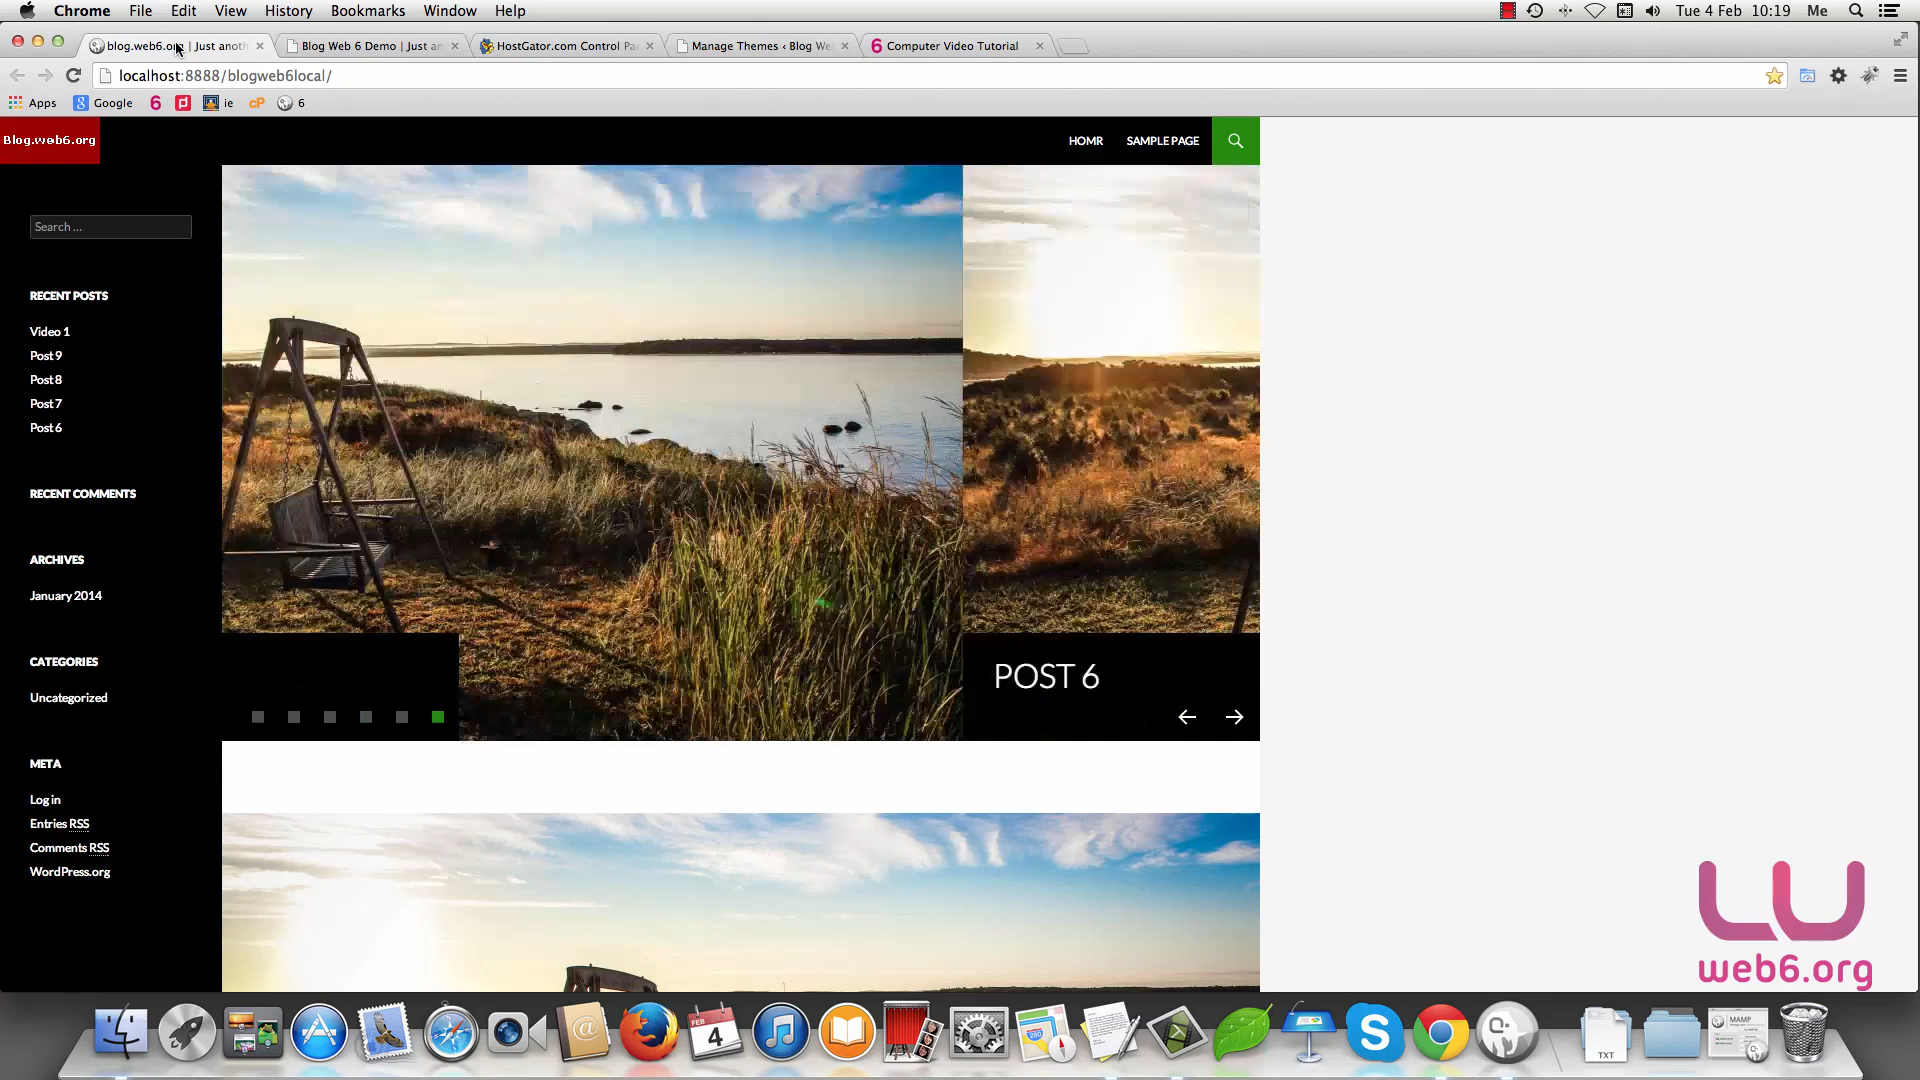 Chrome File Edit View History Bookmarks Window Help
Tue 4 Feb 10:19 Me
blog.web6.org | Just anoth
Blog Web 6 Demo | Just an
HostGator.com Control Pa
Manage Themes ‹ Blog We
Computer Video Tutorial
localhost:8888/blogweb6local/
Apps Google 6 ie cP 6
Blog.web6.org
HOMR SAMPLE PAGE
Search ...
RECENT POSTS
Video 1
Post 9
Post 8
Post 7
Post 6
RECENT COMMENTS
ARCHIVES
January 2014
CATEGORIES
Uncategorized
META
Log in
Entries RSS
Comments RSS
WordPress.org
POST 6
web6.org
FEB
4
280
TXT
MAMP